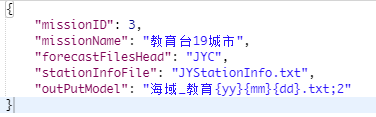 {
"missionID": 3,
"missionName": "教育台19城市",
"forecastFilesHead": "JYC",
"stationInfoFile": "JYStationInfo.txt",
"outPutModel": "海域_教育{yy}{mm}{dd}.txt;2"
}